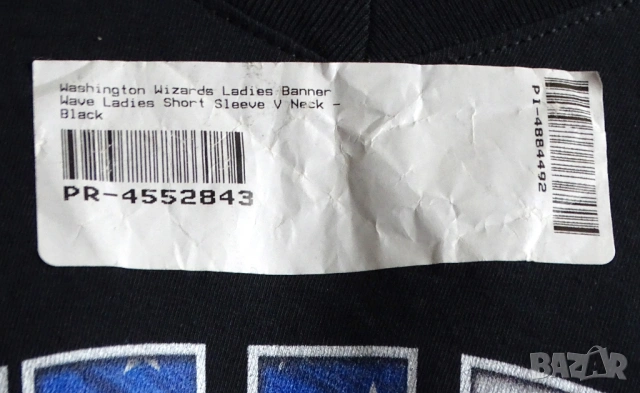 Washington Wizards Ladies Banner
Wave Ladies Short Sleeve V Neck -
Black
PR-4552843
PI-4884492
BAZAR